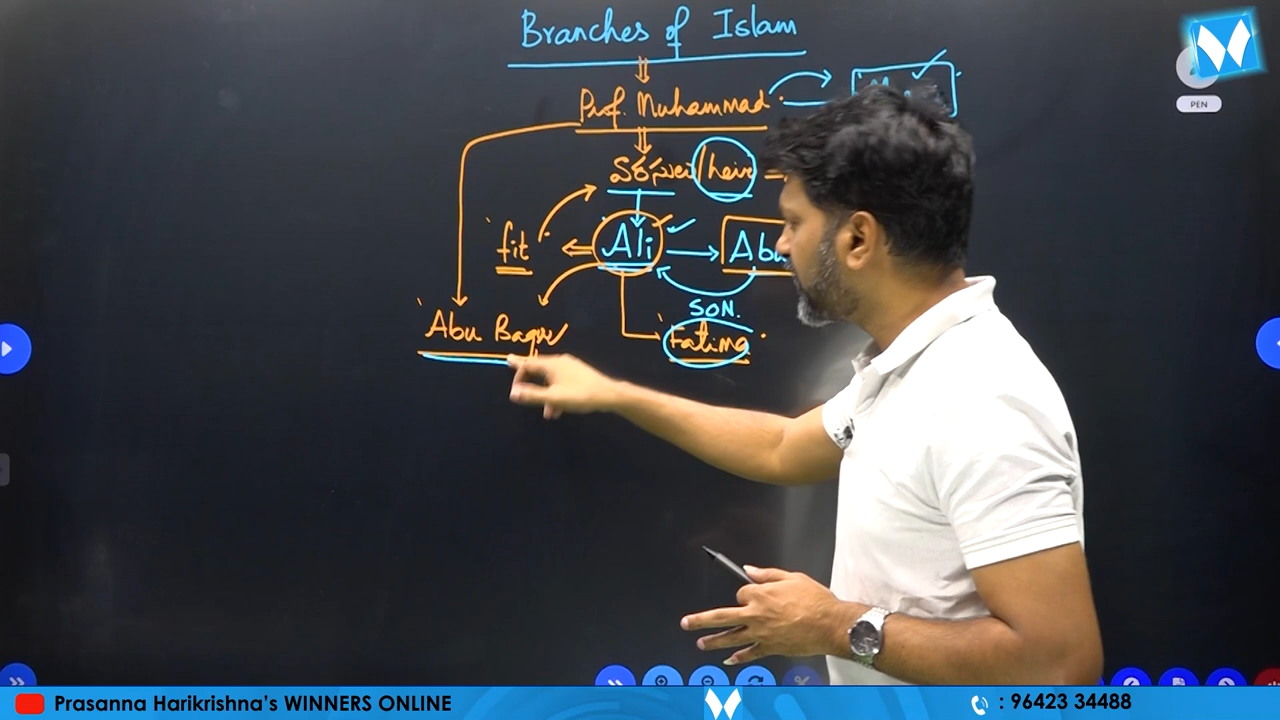 Branches of Islam
Prof. Muhammad
PEN
వారసులు/heir
fit
Ali
Abu
SON.
Abu Baqur
Fatima
Prasanna Harikrishna's WINNERS ONLINE
: 96423 34488